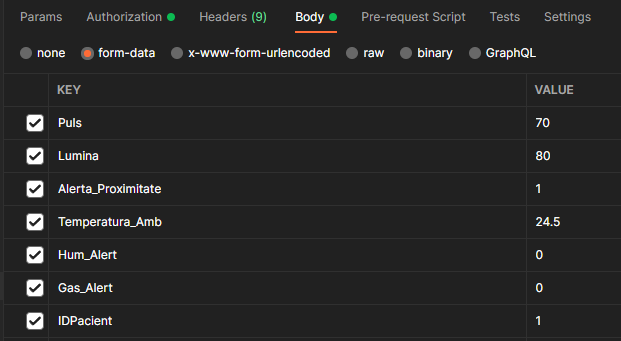 Params Authorization Headers (9) Body Pre-request Script Tests Settings
none form-data x-www-form-urlencoded raw binary GraphQL
KEY VALUE
Puls 70
Lumina 80
Alerta_Proximitate 1
Temperatura_Amb 24.5
Hum_Alert 0
Gas_Alert 0
IDPacient 1